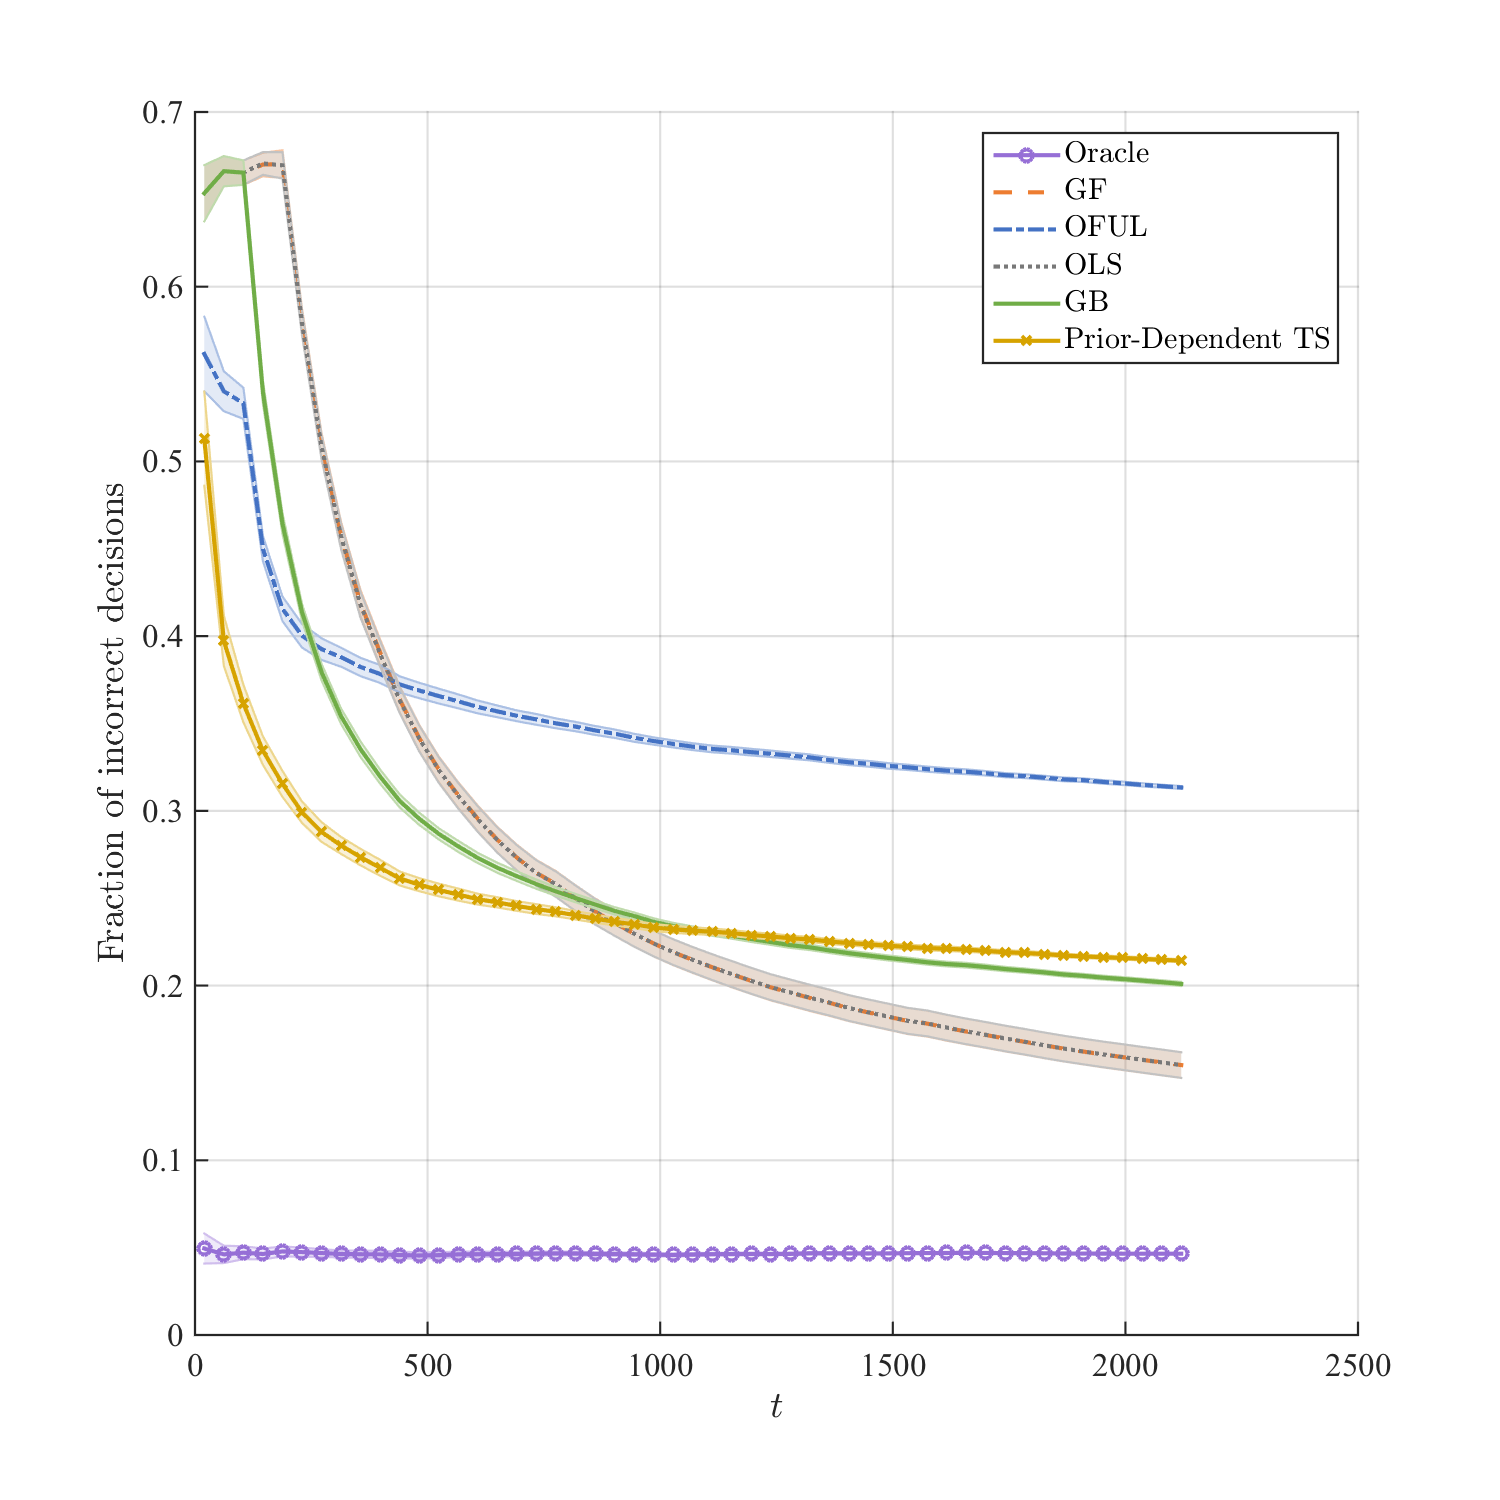 0.7
0.6
0.5
0.4
0.3
0.2
0.1
0
Fraction of incorrect decisions
Oracle
GF
OFUL
OLS
GB
Prior-Dependent TS
0 500 1000 1500 2000 2500
t